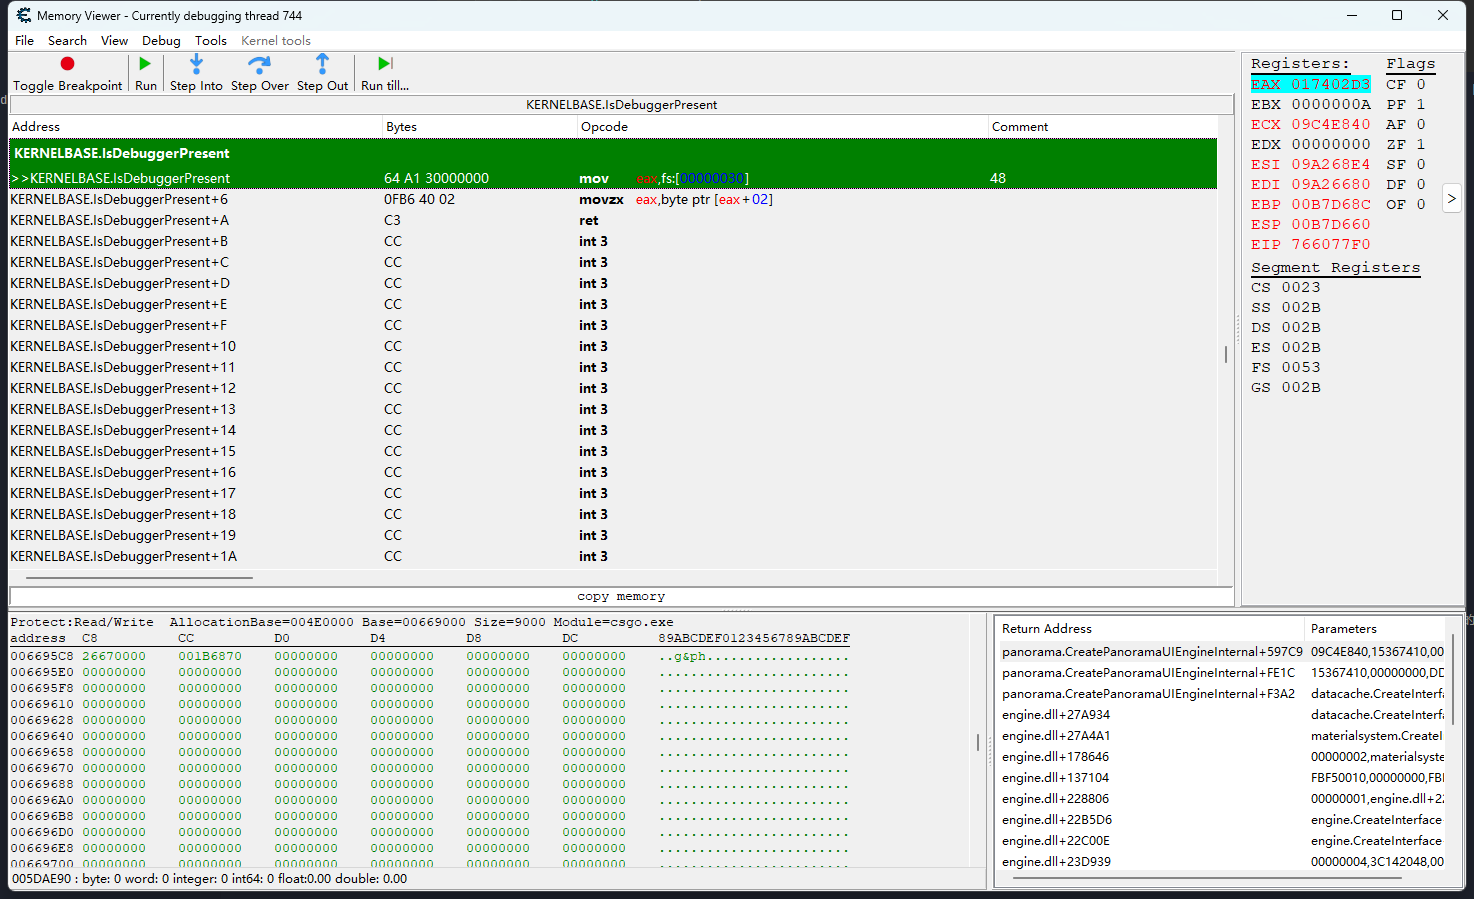 Memory Viewer - Currently debugging thread 744
File Search View Debug Tools Kernel tools
Toggle Breakpoint Run Step Into Step Over Step Out Run till...
KERNELBASE.IsDebuggerPresent
Address Bytes Opcode Comment
KERNELBASE.IsDebuggerPresent
>>KERNELBASE.IsDebuggerPresent 64 A1 30000000 mov eax,fs:[00000030] 48
KERNELBASE.IsDebuggerPresent+6 0FB6 40 02 movzx eax,byte ptr [eax+02]
KERNELBASE.IsDebuggerPresent+A C3 ret
KERNELBASE.IsDebuggerPresent+B CC int 3
KERNELBASE.IsDebuggerPresent+C CC int 3
KERNELBASE.IsDebuggerPresent+D CC int 3
KERNELBASE.IsDebuggerPresent+E CC int 3
KERNELBASE.IsDebuggerPresent+F CC int 3
KERNELBASE.IsDebuggerPresent+10 CC int 3
KERNELBASE.IsDebuggerPresent+11 CC int 3
KERNELBASE.IsDebuggerPresent+12 CC int 3
KERNELBASE.IsDebuggerPresent+13 CC int 3
KERNELBASE.IsDebuggerPresent+14 CC int 3
KERNELBASE.IsDebuggerPresent+15 CC int 3
KERNELBASE.IsDebuggerPresent+16 CC int 3
KERNELBASE.IsDebuggerPresent+17 CC int 3
KERNELBASE.IsDebuggerPresent+18 CC int 3
KERNELBASE.IsDebuggerPresent+19 CC int 3
KERNELBASE.IsDebuggerPresent+1A CC int 3
copy memory
Registers: Flags
EAX 017402D3 CF 0
EBX 0000000A PF 1
ECX 09C4E840 AF 0
EDX 00000000 ZF 1
ESI 09A268E4 SF 0
EDI 09A26680 DF 0
EBP 00B7D68C OF 0
ESP 00B7D660
EIP 766077F0
Segment Registers
CS 0023
SS 002B
DS 002B
ES 002B
FS 0053
GS 002B
>
Protect:Read/Write AllocationBase=004E0000 Base=00669000 Size=9000 Module=csgo.exe
address C8 CC D0 D4 D8 DC 89ABCDEF0123456789ABCDEF
006695C8 26670000 001B6870 00000000 00000000 00000000 00000000 ..g&ph..................
006695E0 00000000 00000000 00000000 00000000 00000000 00000000 ........................
006695F8 00000000 00000000 00000000 00000000 00000000 00000000 ........................
00669610 00000000 00000000 00000000 00000000 00000000 00000000 ........................
00669628 00000000 00000000 00000000 00000000 00000000 00000000 ........................
00669640 00000000 00000000 00000000 00000000 00000000 00000000 ........................
00669658 00000000 00000000 00000000 00000000 00000000 00000000 ........................
00669670 00000000 00000000 00000000 00000000 00000000 00000000 ........................
00669688 00000000 00000000 00000000 00000000 00000000 00000000 ........................
006696A0 00000000 00000000 00000000 00000000 00000000 00000000 ........................
006696B8 00000000 00000000 00000000 00000000 00000000 00000000 ........................
006696D0 00000000 00000000 00000000 00000000 00000000 00000000 ........................
006696E8 00000000 00000000 00000000 00000000 00000000 00000000 ........................
00669700 00000000 00000000 00000000 00000000 00000000 00000000 ........................
005DAE90 : byte: 0 word: 0 integer: 0 int64: 0 float:0.00 double: 0.00
Return Address Parameters
panorama.CreatePanoramaUIEngineInternal+597C9 09C4E840,15367410,00
panorama.CreatePanoramaUIEngineInternal+FE1C 15367410,00000000,DD
panorama.CreatePanoramaUIEngineInternal+F3A2 datacache.CreateInterfa
engine.dll+27A934 datacache.CreateInterfa
engine.dll+27A4A1 materialsystem.CreateI
engine.dll+178646 00000002,materialsyste
engine.dll+137104 FBF50010,00000000,FBI
engine.dll+228806 00000001,engine.dll+22
engine.dll+22B5D6 engine.CreateInterface
engine.dll+22C00E engine.CreateInterface
engine.dll+23D939 00000004,3C142048,00